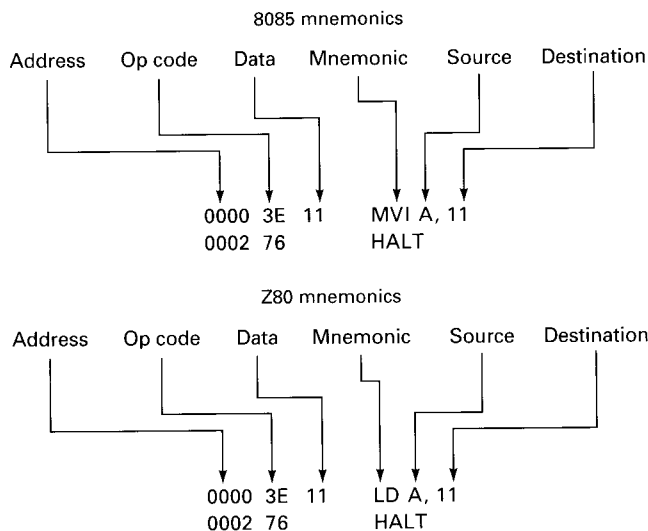 8085 mnemonics
Address Op code Data Mnemonic Source Destination
0000 3E 11 MVI A, 11
0002 76 HALT
Z80 mnemonics
Address Op code Data Mnemonic Source Destination
0000 3E 11 LD A, 11
0002 76 HALT